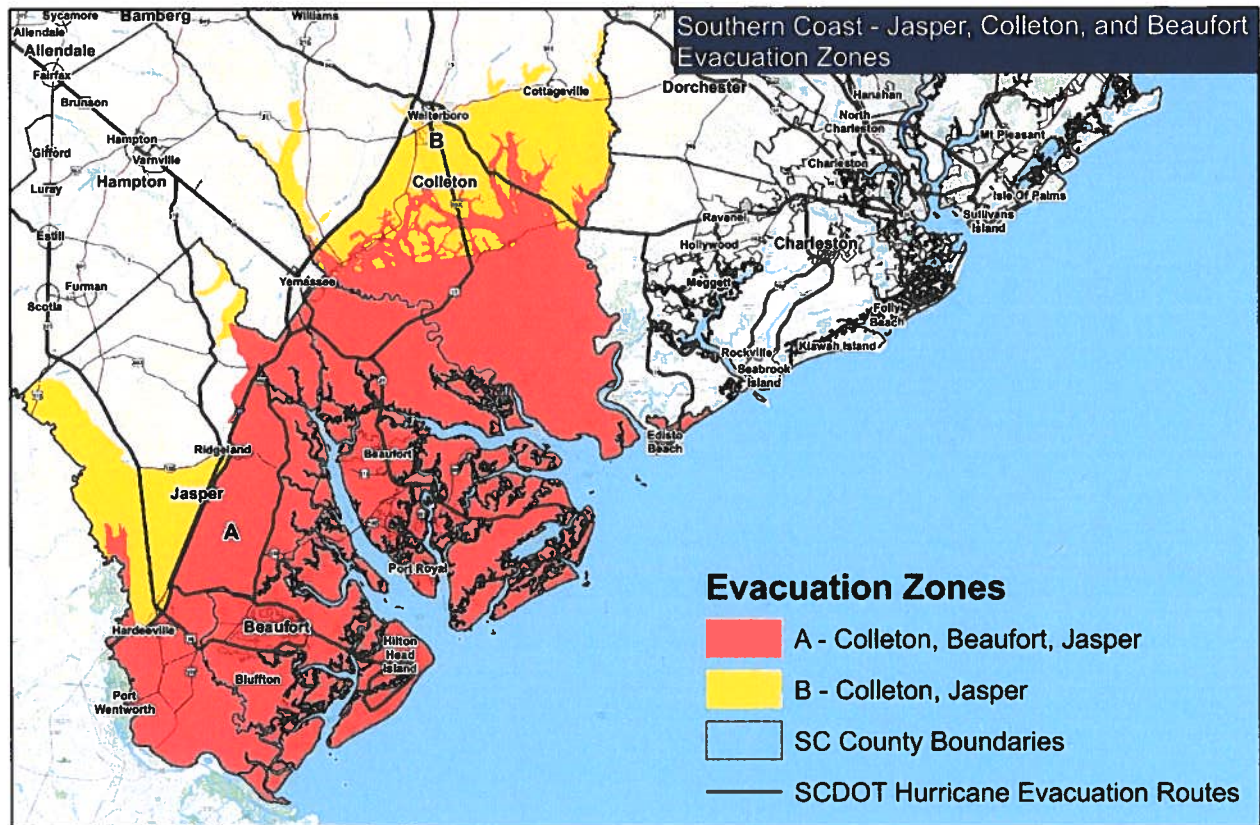 Southern Coast - Jasper, Colleton, and Beaufort
Evacuation Zones
Sycamore
Bamberg
Williams
Allendale
Allendale
Fairfax
Brunson
Cottageville
Dorchester
Hanahan
Walterboro
North
Charleston
Mt Pleasant
Hampton
Varnville
B
Gifford
Charleston
Hampton
Colleton
Luray
Isle Of Palms
Sullivans
Island
Ravenel
Estill
Hollywood
Charleston
Yemassee
Meggett
Furman
Scotia
Folly
Beach
Kiawah Island
Rockville
Seabrook
Island
Edisto
Beach
Ridgeland
Beaufort
Jasper
A
Port Royal
Hardeeville
Beaufort
Hilton
Head
Island
Bluffton
Port
Wentworth
Evacuation Zones
A - Colleton, Beaufort, Jasper
B - Colleton, Jasper
SC County Boundaries
SCDOT Hurricane Evacuation Routes